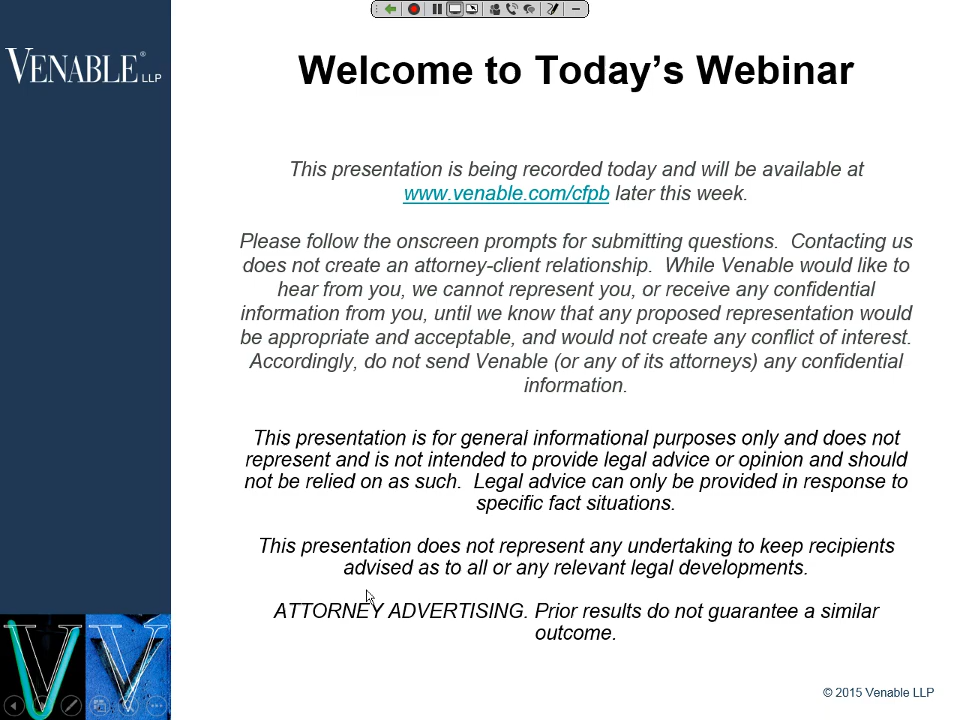 VENABLE® LLP
Welcome to Today’s Webinar
This presentation is being recorded today and will be available at
www.venable.com/cfpb later this week.
Please follow the onscreen prompts for submitting questions.  Contacting us
does not create an attorney-client relationship.  While Venable would like to
hear from you, we cannot represent you, or receive any confidential
information from you, until we know that any proposed representation would
be appropriate and acceptable, and would not create any conflict of interest.
Accordingly, do not send Venable (or any of its attorneys) any confidential
information.
This presentation is for general informational purposes only and does not
represent and is not intended to provide legal advice or opinion and should
not be relied on as such.  Legal advice can only be provided in response to
specific fact situations.
This presentation does not represent any undertaking to keep recipients
advised as to all or any relevant legal developments.
ATTORNEY ADVERTISING. Prior results do not guarantee a similar
outcome.
V V
© 2015 Venable LLP